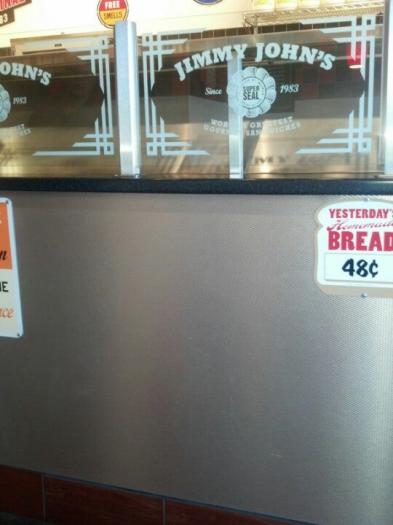 FREE
SMELLS
OHN'S
1983
JIMMY JOHN'S
Since
SUPER
SEAL
1983
WORLD'S GREATEST
GOURMET SANDWICHES
YESTERDAY'S
Homemade
BREAD
48¢